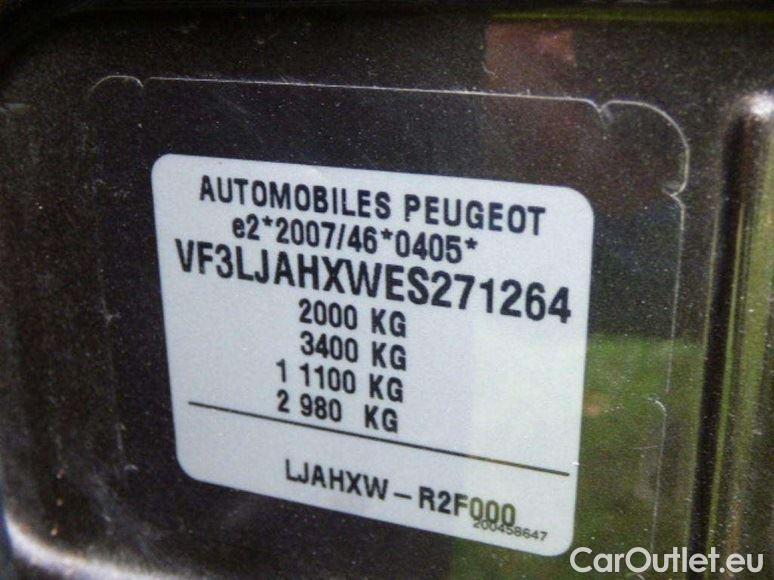 AUTOMOBILES PEUGEOT
e2*2007/46*0405*
VF3LJAHXWES271264
2000 KG
3400 KG
1 1100 KG
2 980 KG
LJAHXW – R2F000
200458647
CarOutlet.eu